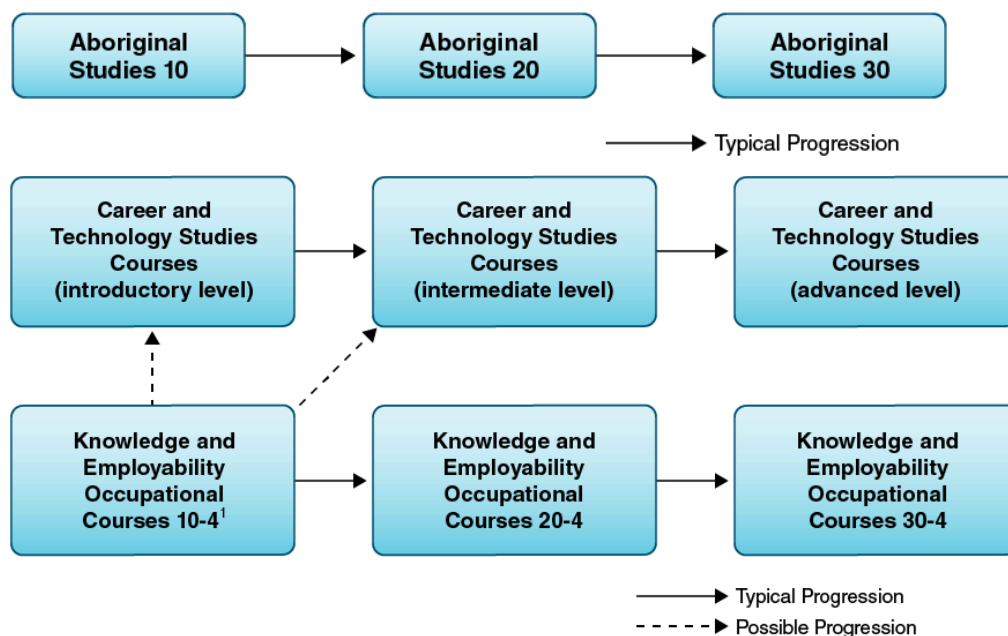 Aboriginal
Studies 10
Aboriginal
Studies 20
Aboriginal
Studies 30
Typical Progression
Career and
Technology Studies
Courses
(introductory level)
Career and
Technology Studies
Courses
(intermediate level)
Career and
Technology Studies
Courses
(advanced level)
Knowledge and
Employability
Occupational
Courses 10-4¹
Knowledge and
Employability
Occupational
Courses 20-4
Knowledge and
Employability
Occupational
Courses 30-4
Typical Progression
Possible Progression